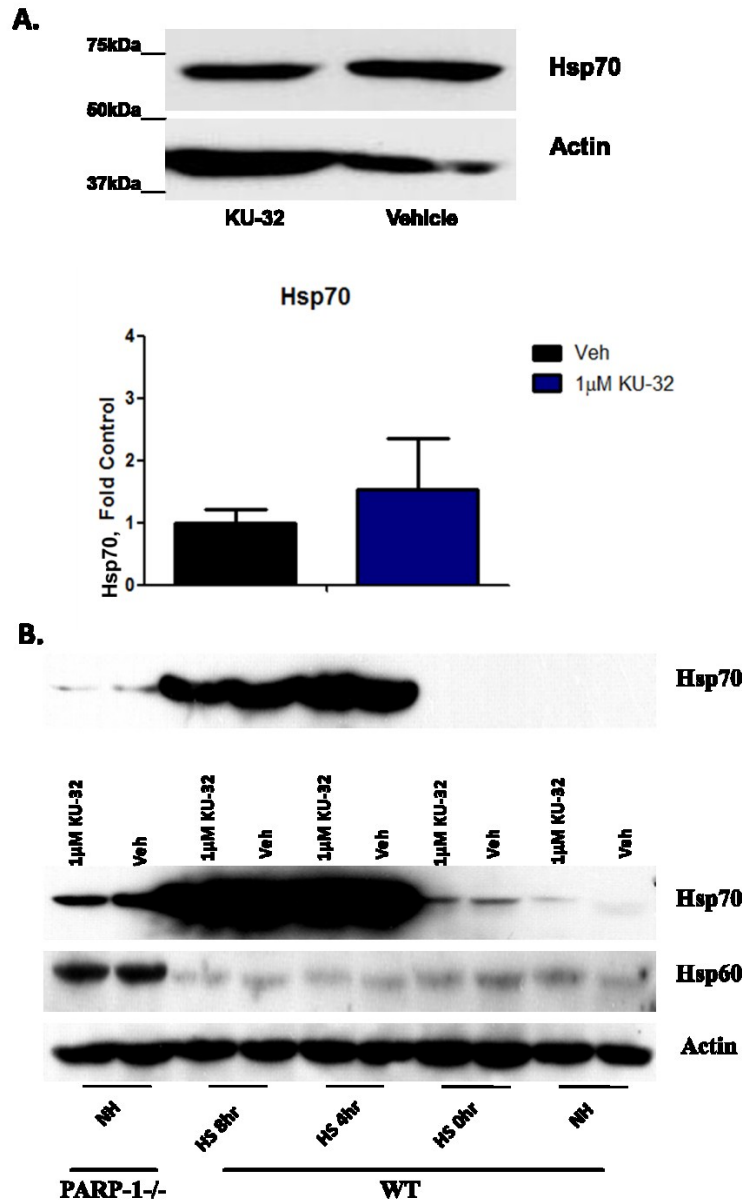 A.
75kDa
Hsp70
50kDa
Actin
37kDa
KU-32 Vehicle
Hsp70
4
3
2
1
0
Hsp70, Fold Control
Veh
1µM KU-32
B.
Hsp70
1µM KU-32 Veh 1µM KU-32 Veh 1µM KU-32 Veh 1µM KU-32 Veh 1µM KU-32 Veh
Hsp70
Hsp60
Actin
NH HS 8hr HS 4hr HS 0hr NH
PARP-1-/- WT